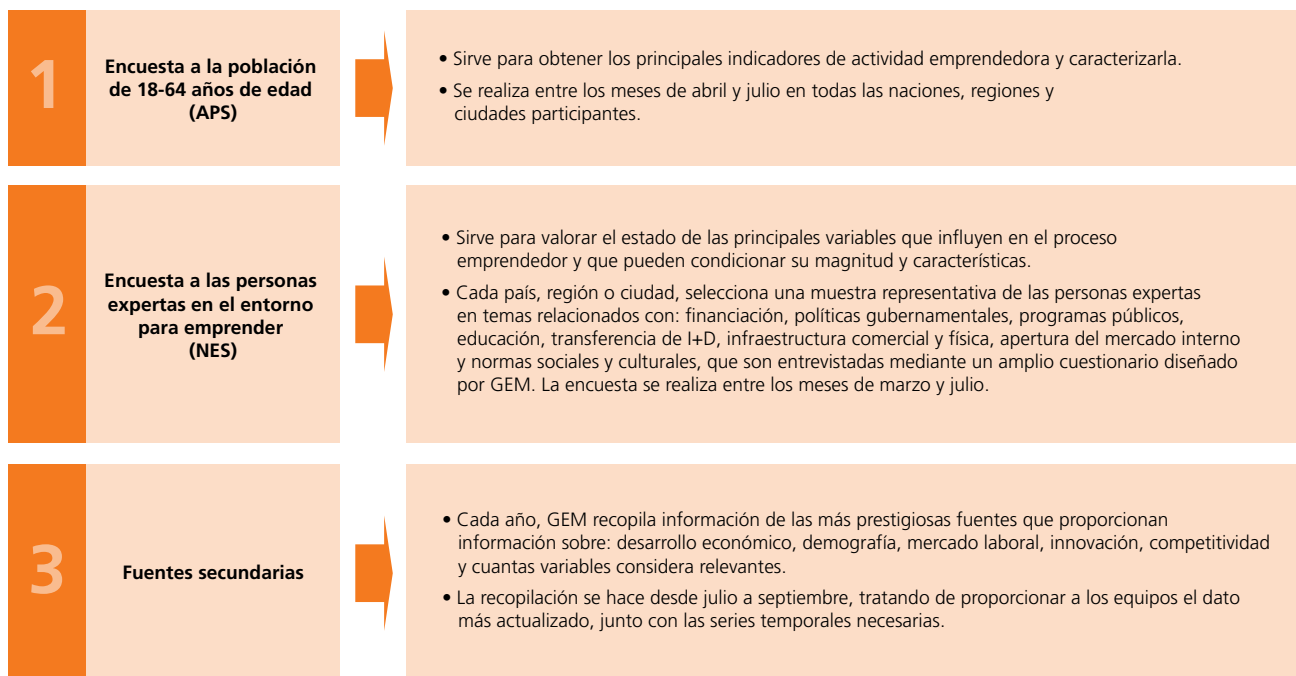 1
Encuesta a la población
de 18-64 años de edad
(APS)
• Sirve para obtener los principales indicadores de actividad emprendedora y caracterizarla.
• Se realiza entre los meses de abril y julio en todas las naciones, regiones y
ciudades participantes.
2
Encuesta a las personas
expertas en el entorno
para emprender
(NES)
• Sirve para valorar el estado de las principales variables que influyen en el proceso
emprendedor y que pueden condicionar su magnitud y características.
• Cada país, región o ciudad, selecciona una muestra representativa de las personas expertas
en temas relacionados con: financiación, políticas gubernamentales, programas públicos,
educación, transferencia de I+D, infraestructura comercial y física, apertura del mercado interno
y normas sociales y culturales, que son entrevistadas mediante un amplio cuestionario diseñado
por GEM. La encuesta se realiza entre los meses de marzo y julio.
3
Fuentes secundarias
• Cada año, GEM recopila información de las más prestigiosas fuentes que proporcionan
información sobre: desarrollo económico, demografía, mercado laboral, innovación, competitividad
y cuantas variables considera relevantes.
• La recopilación se hace desde julio a septiembre, tratando de proporcionar a los equipos el dato
más actualizado, junto con las series temporales necesarias.